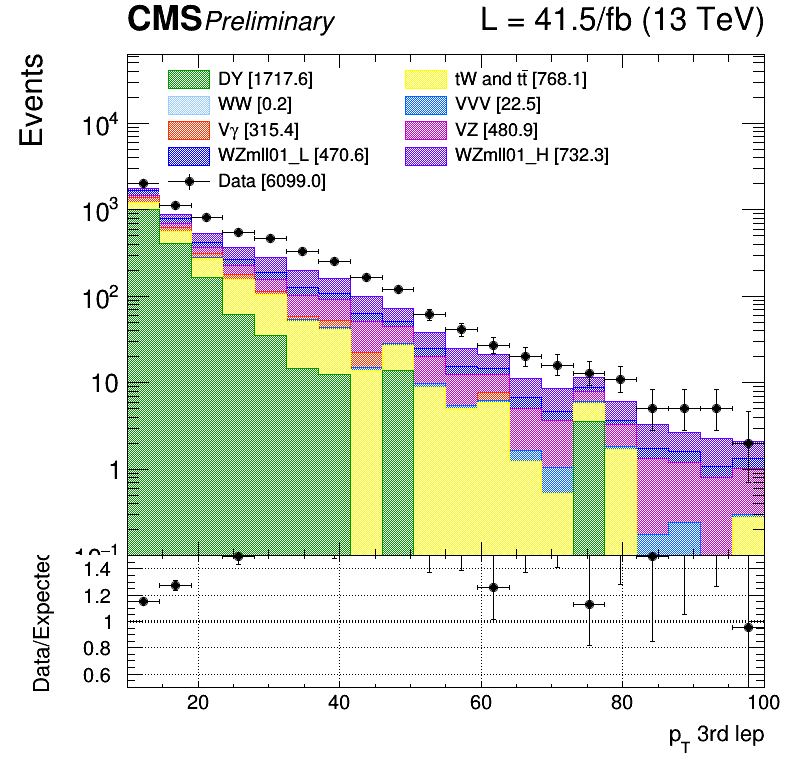 CMS Preliminary L = 41.5/fb (13 TeV)
Events
DY [1717.6] tW and tt̄ [768.1]
WW [0.2] VVV [22.5]
Vγ [315.4] VZ [480.9]
WZmll01_L [470.6] WZmll01_H [732.3]
Data [6099.0]
10⁴
10³
10²
10
1
10⁻¹
Data/Expected
1.4
1.2
1
0.8
0.6
20 40 60 80 100
p_T 3rd lep